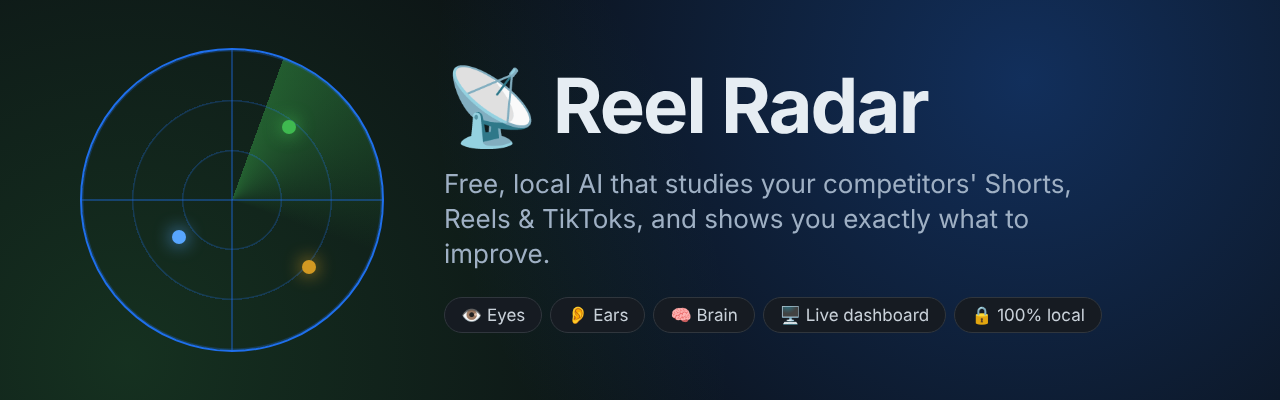 📡 Reel Radar
Free, local AI that studies your competitors' Shorts,
Reels & TikToks, and shows you exactly what to
improve.
👁️ Eyes 👂 Ears 🧠 Brain 🖥️ Live dashboard 🔒 100% local